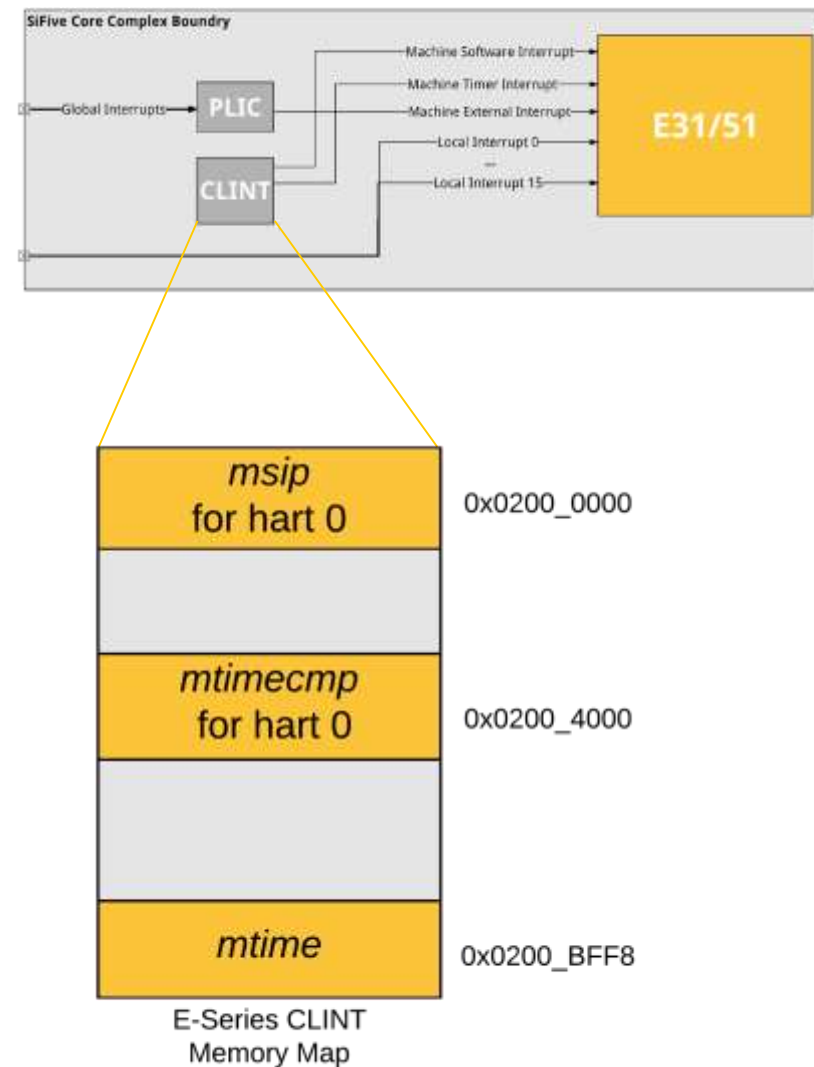 SiFive Core Complex Boundry
Machine Software Interrupt
Machine Timer Interrupt
Global Interrupts
PLIC
Machine External Interrupt
E31/51
Local Interrupt 0
...
CLINT
Local Interrupt 15
msip
for hart 0
0x0200_0000
mtimecmp
for hart 0
0x0200_4000
mtime
0x0200_BFF8
E-Series CLINT
Memory Map